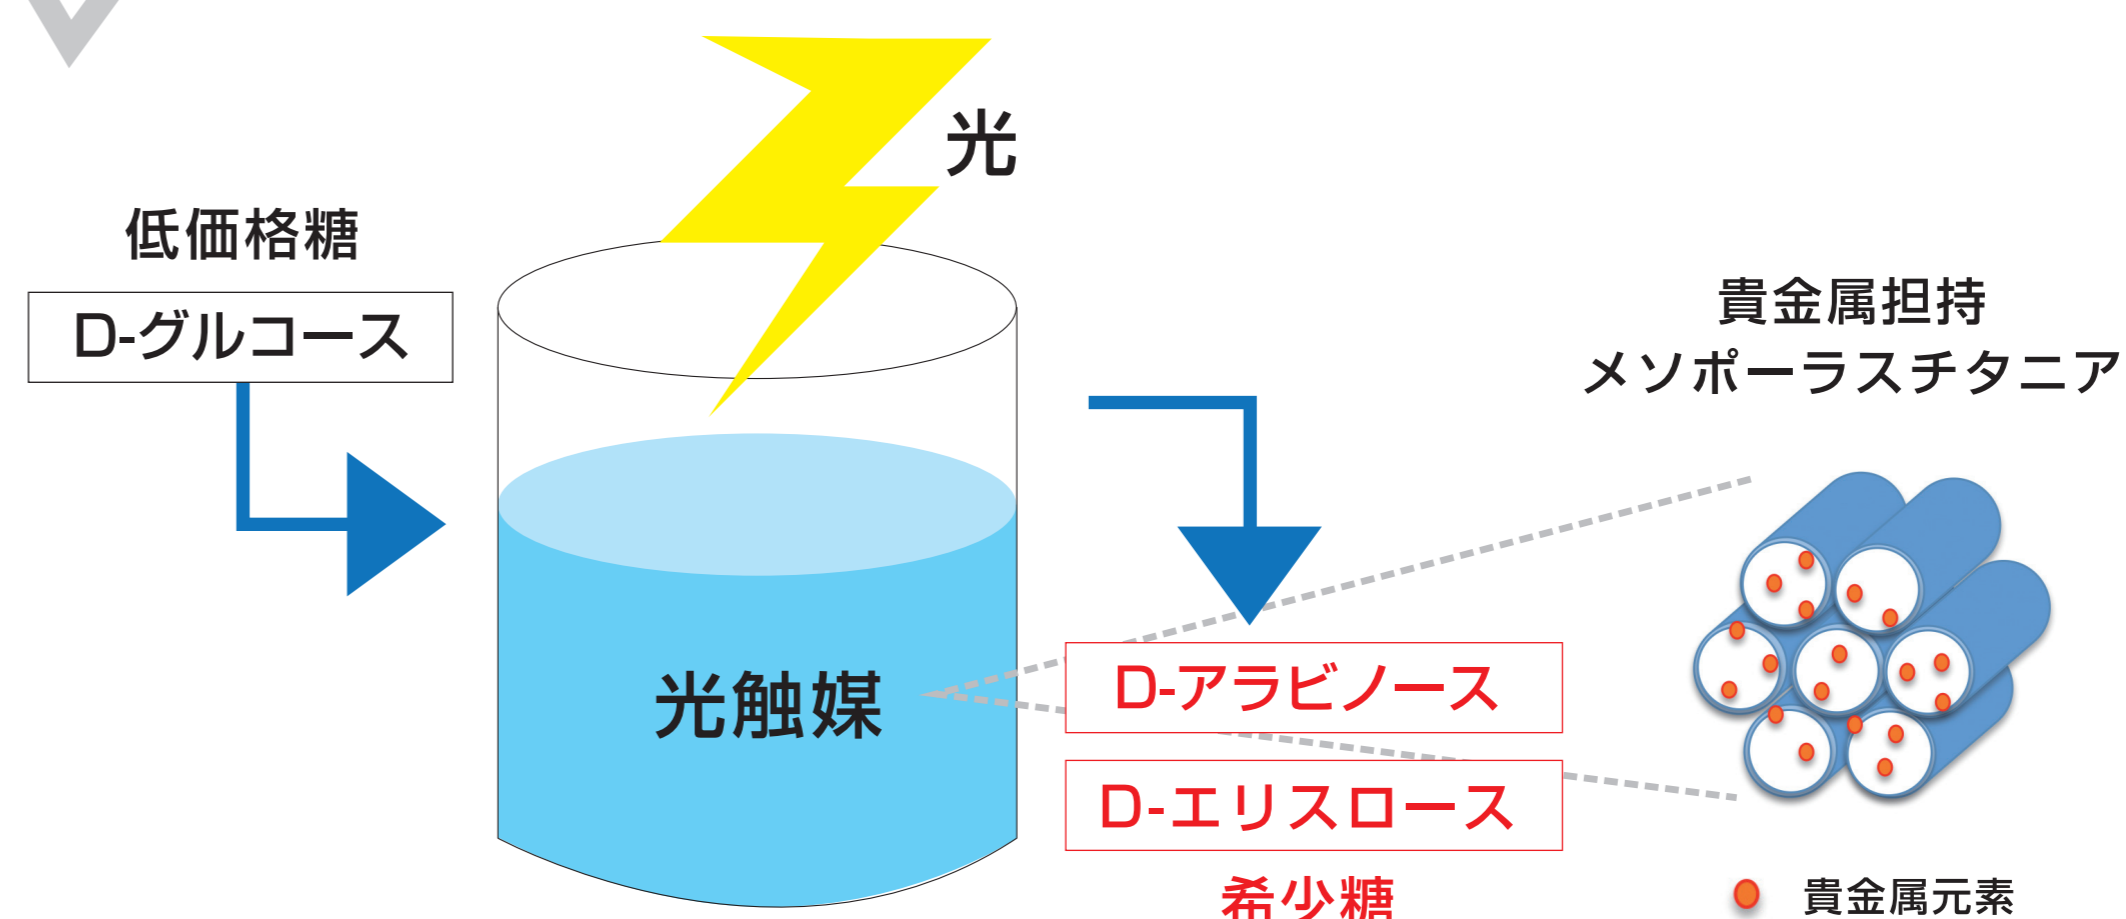 光
低価格糖
D-グルコース
貴金属担持
メソポーラスチタニア
光触媒
D-アラビノース
D-エリスロース
希少糖
貴金属元素